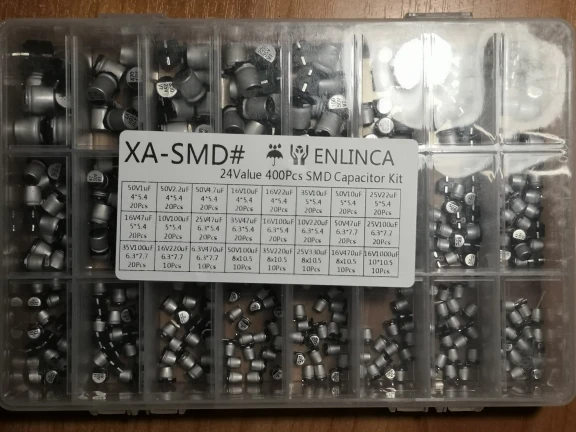 XA-SMD# ENLINCA
24Value 400Pcs SMD Capacitor Kit
50V1uF 50V2.2uF 50V4.7uF 16V10uF 16V22uF 35V10uF 50V10uF 25V22uF
4*5.4 4*5.4 4*5.4 4*5.4 4*5.4 5*5.4 5*5.4 5*5.4
20Pcs 20Pcs 20Pcs 20Pcs 20Pcs 20Pcs 20Pcs 20Pcs
16V47uF 10V100uF 25V47uF 35V47uF 16V100uF 10V220uF 50V47uF 25V100uF
5*5.4 5*5.4 6.3*5.4 6.3*5.4 6.3*5.4 6.3*5.4 6.3*7.7 6.3*7.7
20Pcs 20Pcs 20Pcs 20Pcs 20Pcs 20Pcs 20Pcs 20Pcs
35V100uF 16V220uF 6.3V470uF 50V100uF 35V220uF 25V330uF 16V470uF 16V1000uF
6.3*7.7 6.3*7.7 6.3*7.7 8x10.5 8x10.5 8x10.5 8x10.5 10*10.5
20Pcs 10Pcs 10Pcs 10Pcs 10Pcs 10Pcs 10Pcs 10Pcs